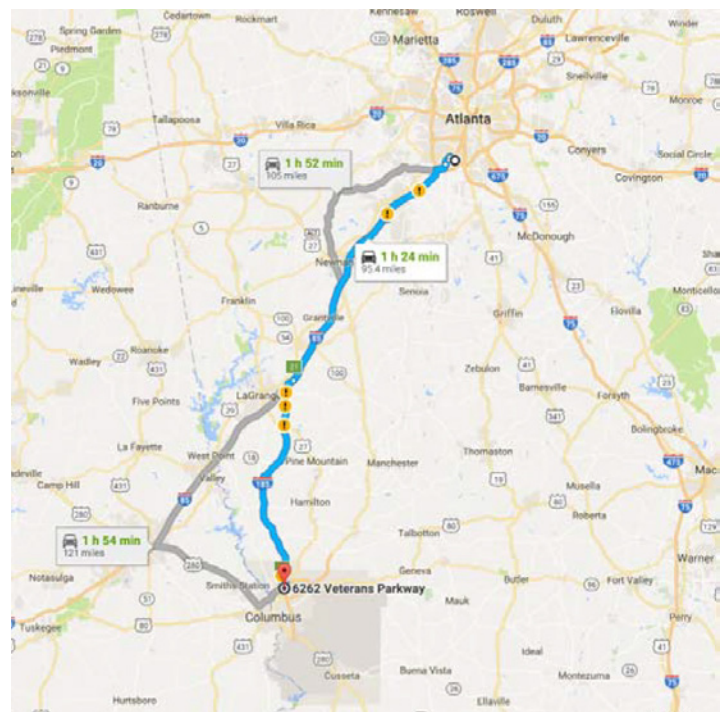 Cedartown
Rockmart
Kennesaw
Roswell
Duluth
Spring Garden
Marietta
Lawrenceville
Winder
Piedmont
Snellville
Monroe
Tallapoosa
Villa Rica
Atlanta
Conyers
Social Circle
Covington
1 h 52 min
105 miles
Ranburne
McDonough
Newnan
1 h 24 min
95.4 miles
Monticello
Wedowee
Franklin
Senoia
Griffin
Flovilla
Grantville
Roanoke
Wadley
Zebulon
Barnesville
Forsyth
LaGrange
Five Points
Bolingbroke
La Fayette
West Point
Valley
Pine Mountain
Manchester
Thomaston
Camp Hill
Hamilton
Musella
Roberta
Talbotton
1 h 54 min
121 miles
Warner
Notasulga
Smiths Station
Geneva
Butler
Fort Valley
6262 Veterans Parkway
Mauk
Columbus
Tuskegee
Perry
Ideal
Cusseta
Buena Vista
Montezuma
Hurtsboro
Ellaville